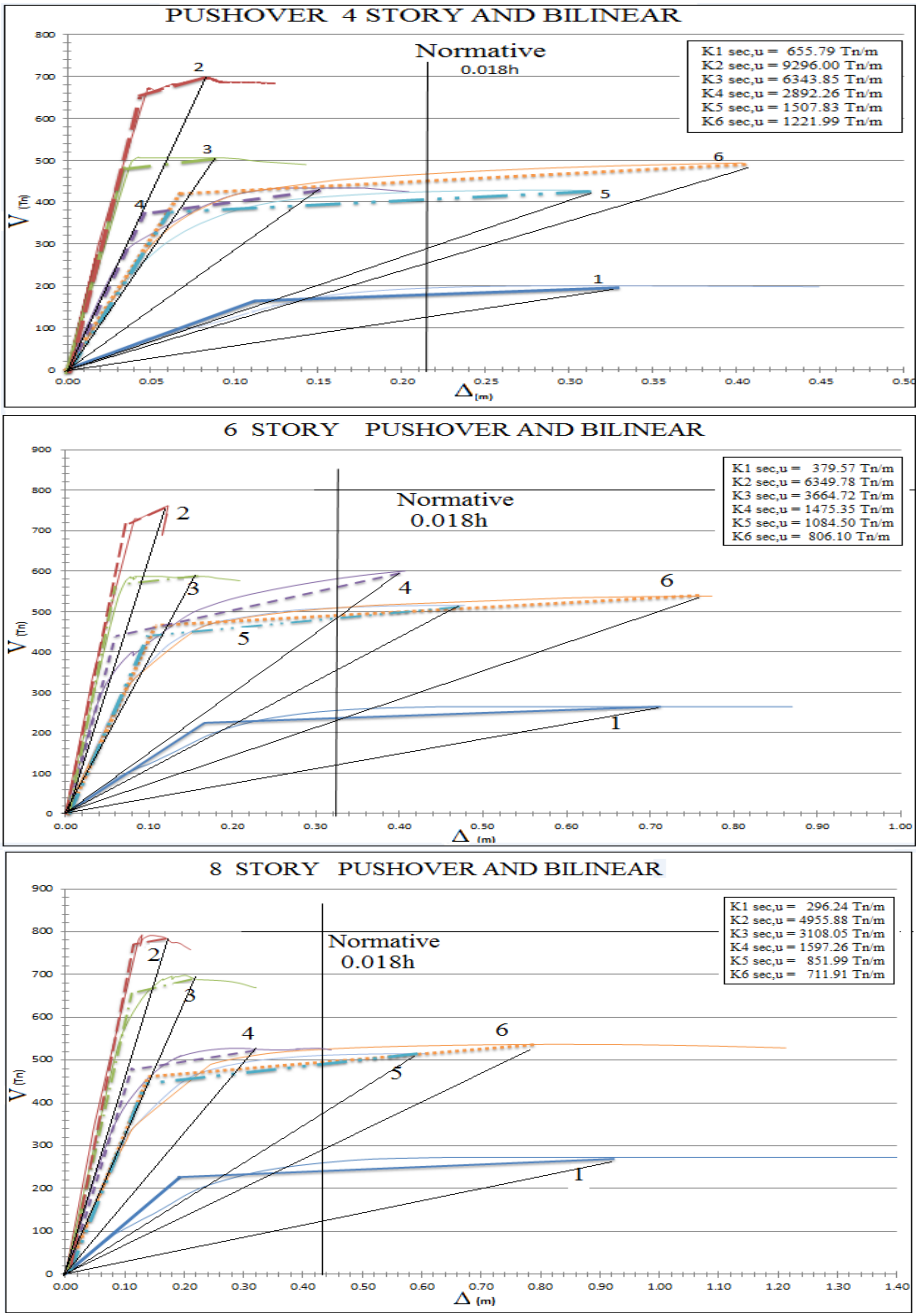 PUSHOVER 4 STORY AND BILINEAR
800
700
600
500
400
300
200
100
0
V (Tn)
Normative
0.018h
K1 sec,u = 655.79 Tn/m
K2 sec,u = 9296.00 Tn/m
K3 sec,u = 6343.85 Tn/m
K4 sec,u = 2892.26 Tn/m
K5 sec,u = 1507.83 Tn/m
K6 sec,u = 1221.99 Tn/m
2
3
6
4
5
1
0.00 0.05 0.10 0.15 0.20 0.25 0.30 0.35 0.40 0.45 0.50
Δ (m)
6 STORY PUSHOVER AND BILINEAR
900
800
700
600
500
400
300
200
100
0
V (Tn)
Normative
0.018h
K1 sec,u = 379.57 Tn/m
K2 sec,u = 6349.78 Tn/m
K3 sec,u = 3664.72 Tn/m
K4 sec,u = 1475.35 Tn/m
K5 sec,u = 1084.50 Tn/m
K6 sec,u = 806.10 Tn/m
2
3
4
6
5
1
0.00 0.10 0.20 0.30 0.40 0.50 0.60 0.70 0.80 0.90 1.00
Δ (m)
8 STORY PUSHOVER AND BILINEAR
900
800
700
600
500
400
300
200
100
0
V (Tn)
Normative
0.018h
K1 sec,u = 296.24 Tn/m
K2 sec,u = 4955.88 Tn/m
K3 sec,u = 3108.05 Tn/m
K4 sec,u = 1597.26 Tn/m
K5 sec,u = 851.99 Tn/m
K6 sec,u = 711.91 Tn/m
2
3
4
6
5
1
0.00 0.10 0.20 0.30 0.40 0.50 0.60 0.70 0.80 0.90 1.00 1.10 1.20 1.30 1.40
Δ (m)